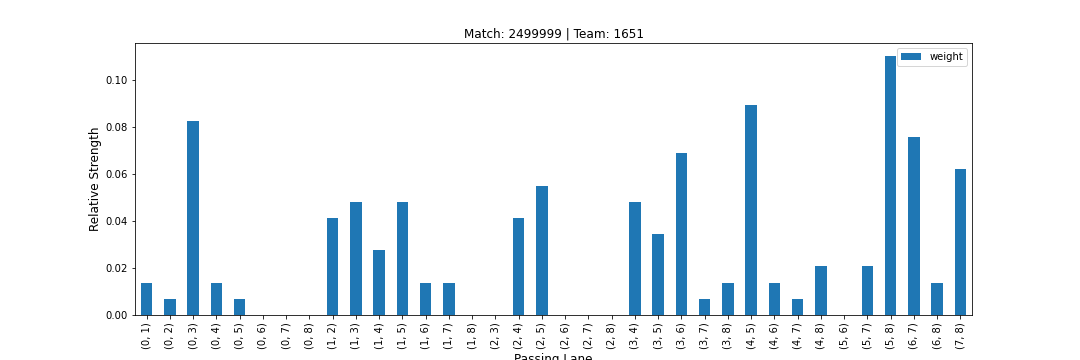 Match: 2499999 | Team: 1651
weight
Relative Strength
0.10
0.08
0.06
0.04
0.02
0.00
(0, 1) (0, 2) (0, 3) (0, 4) (0, 5) (0, 6) (0, 7) (0, 8) (1, 2) (1, 3) (1, 4) (1, 5) (1, 6) (1, 7) (1, 8) (2, 3) (2, 4) (2, 5) (2, 6) (2, 7) (2, 8) (3, 4) (3, 5) (3, 6) (3, 7) (3, 8) (4, 5) (4, 6) (4, 7) (4, 8) (5, 6) (5, 7) (5, 8) (6, 7) (6, 8) (7, 8)
Passing Lane